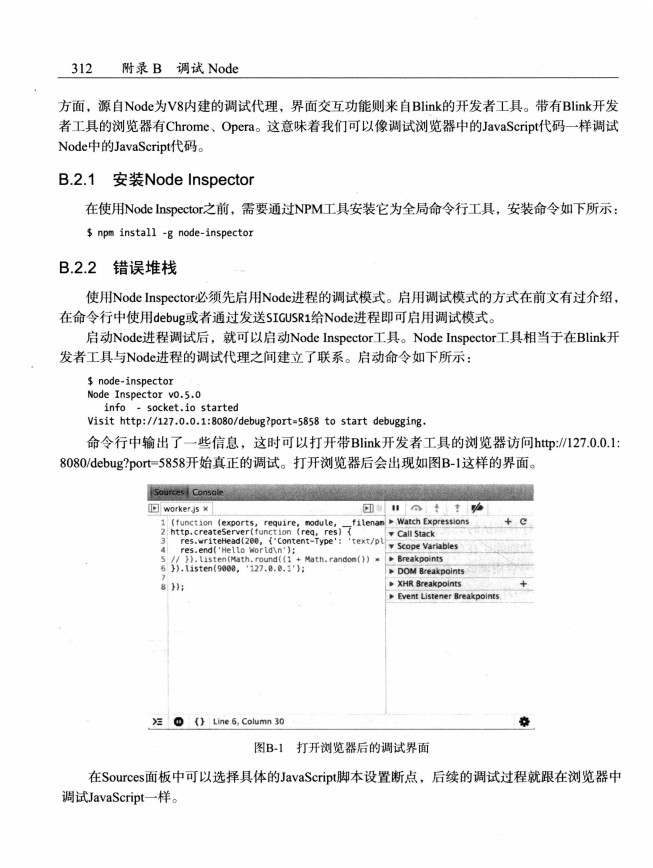 312 附录 B 调试 Node
方面，源自Node为V8内建的调试代理，界面交互功能则来自Blink的开发者工具。带有Blink开发
者工具的浏览器有Chrome、Opera。这意味着我们可以像调试浏览器中的JavaScript代码一样调试
Node中的JavaScript代码。
B.2.1 安装Node Inspector
在使用Node Inspector之前，需要通过NPM工具安装它为全局命令行工具，安装命令如下所示：
$ npm install -g node-inspector
B.2.2 错误堆栈
使用Node Inspector必须先启用Node进程的调试模式。启用调试模式的方式在前文有过介绍，
在命令行中使用debug或者通过发送SIGUSR1给Node进程即可启用调试模式。
启动Node进程调试后，就可以启动Node Inspector工具。Node Inspector工具相当于在Blink开
发者工具与Node进程的调试代理之间建立了联系。启动命令如下所示：
$ node-inspector
Node Inspector v0.5.0
info - socket.io started
Visit http://127.0.0.1:8080/debug?port=5858 to start debugging.
命令行中输出了一些信息，这时可以打开带Blink开发者工具的浏览器访问http://127.0.0.1:
8080/debug?port=5858开始真正的调试。打开浏览器后会出现如图B-1这样的界面。
Sources Console
worker.js ×
1 (function (exports, require, module, __filenam
2 http.createServer(function (req, res) {
3 res.writeHead(200, {'Content-Type': 'text/pl
4 res.end('Hello World\n');
5 // }).listen(Math.round((1 + Math.random()) *
6 }).listen(9000, '127.0.0.1');
7
8 });
Watch Expressions + C
Call Stack
Scope Variables
Breakpoints
DOM Breakpoints
XHR Breakpoints +
Event Listener Breakpoints
{} Line 6, Column 30
图B-1 打开浏览器后的调试界面
在Sources面板中可以选择具体的JavaScript脚本设置断点，后续的调试过程就跟在浏览器中
调试JavaScript一样。